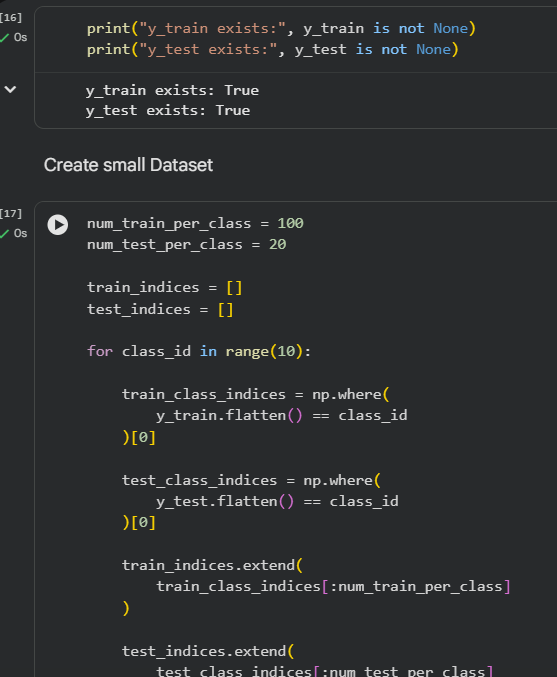 [16]
0s
print("y_train exists:", y_train is not None)
print("y_test exists:", y_test is not None)
y_train exists: True
y_test exists: True
Create small Dataset
[17]
0s
num_train_per_class = 100
num_test_per_class = 20
train_indices = []
test_indices = []
for class_id in range(10):
train_class_indices = np.where(
y_train.flatten() == class_id
)[0]
test_class_indices = np.where(
y_test.flatten() == class_id
)[0]
train_indices.extend(
train_class_indices[:num_train_per_class]
)
test_indices.extend(
test_class_indices[:num_test_per_class]